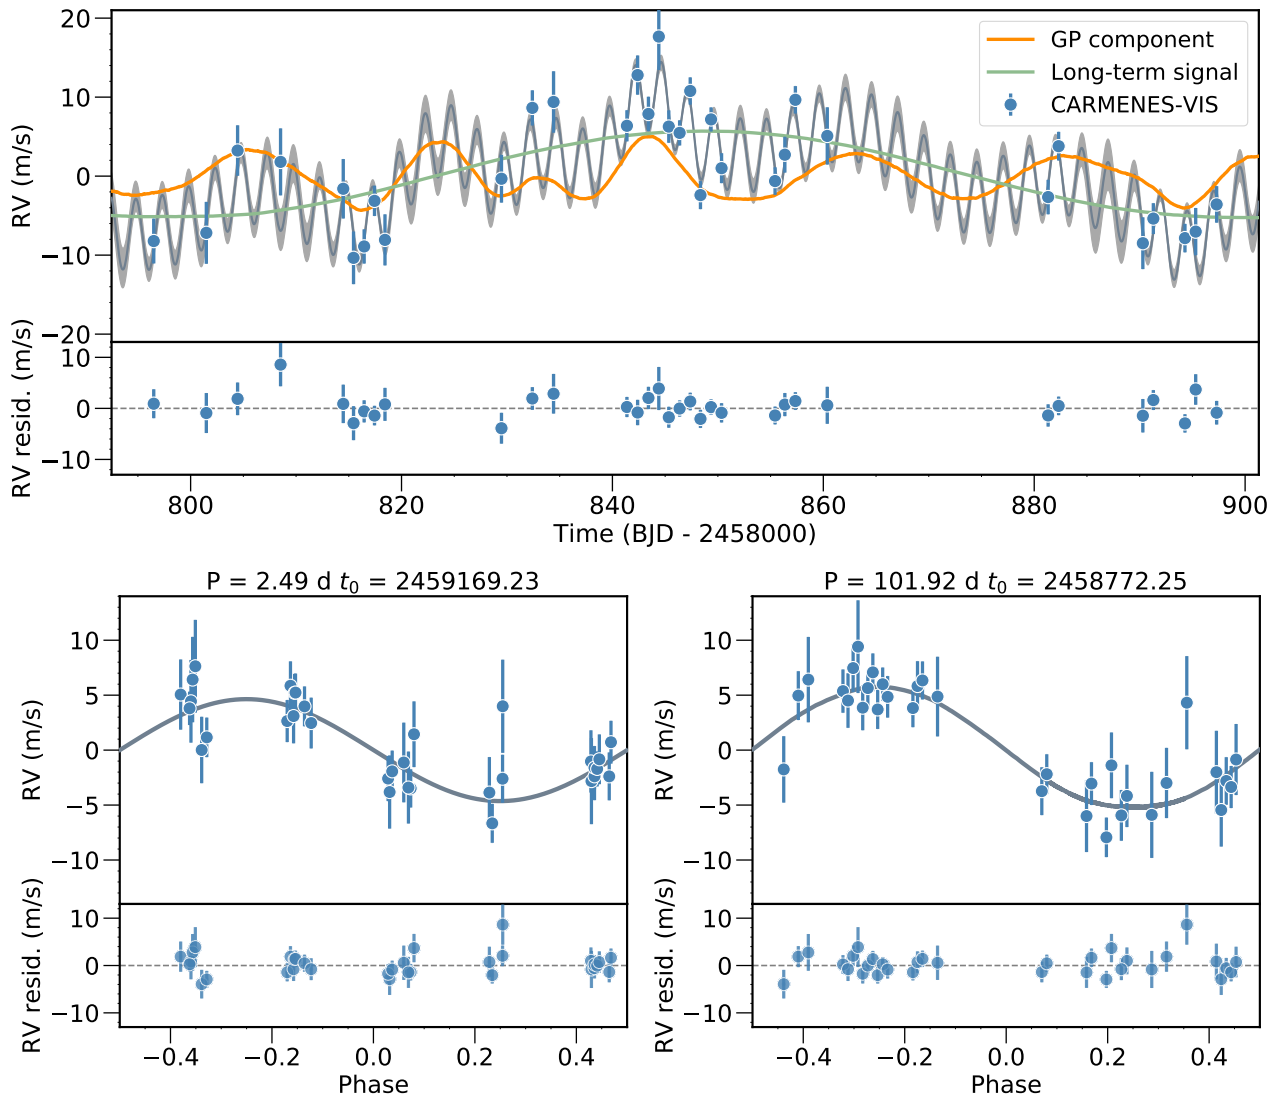 20
10
0
−10
−20
RV (m/s)
GP component
Long-term signal
CARMENES-VIS
10
0
−10
RV resid. (m/s)
800 820 840 860 880 900
Time (BJD - 2458000)
P = 2.49 d t₀ = 2459169.23
10
5
0
−5
−10
RV (m/s)
10
0
−10
RV resid. (m/s)
−0.4 −0.2 0.0 0.2 0.4
Phase
P = 101.92 d t₀ = 2458772.25
10
5
0
−5
−10
RV (m/s)
10
0
−10
RV resid. (m/s)
−0.4 −0.2 0.0 0.2 0.4
Phase